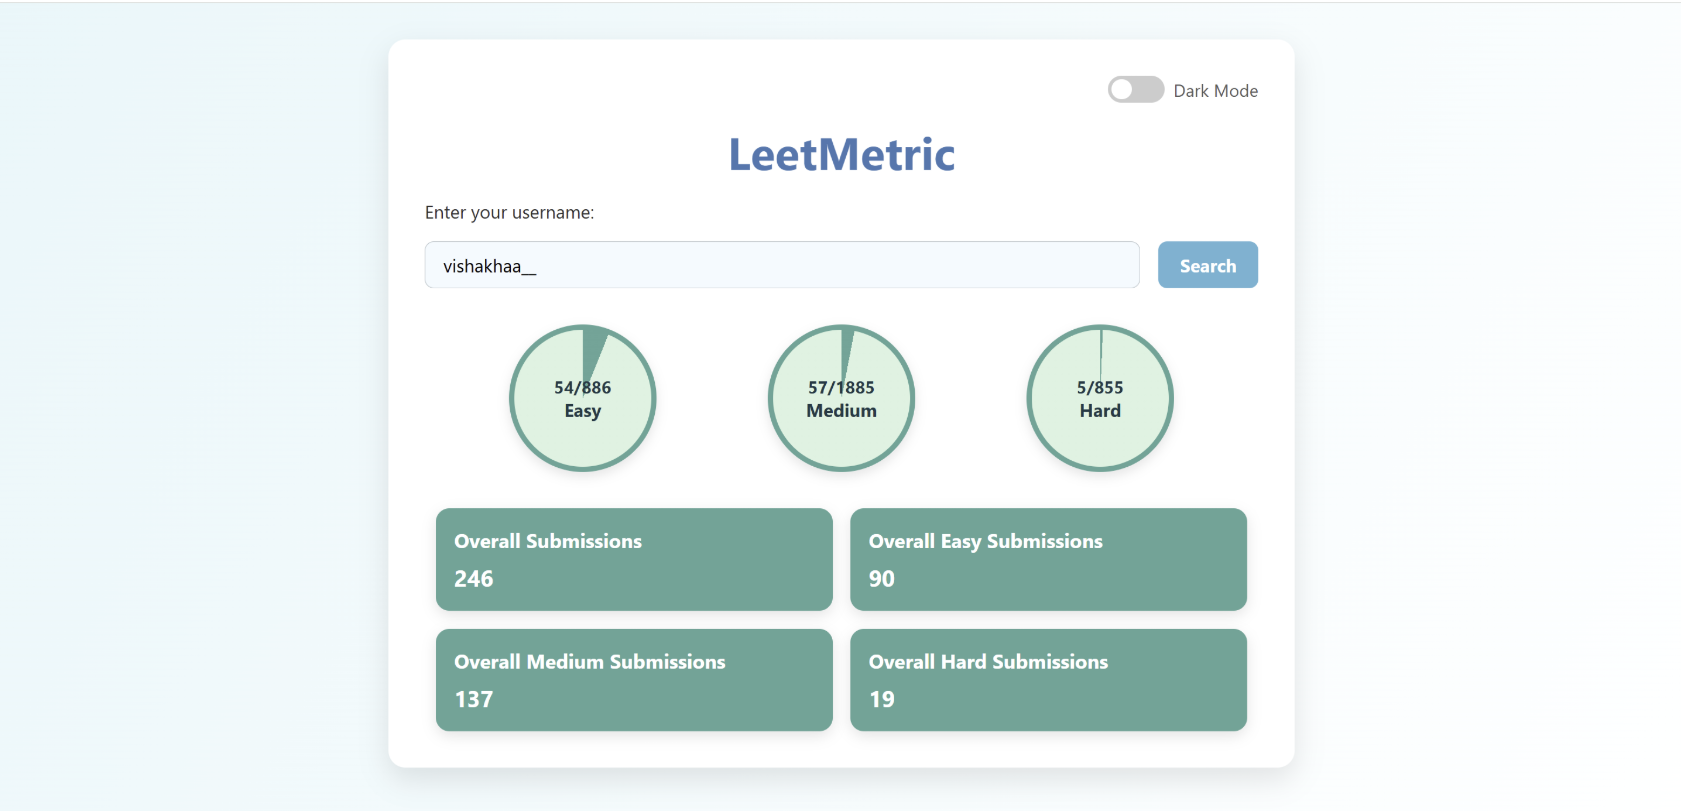 Dark Mode
LeetMetric
Enter your username:
vishakhaa__
Search
54/886
Easy
57/1885
Medium
5/855
Hard
Overall Submissions
246
Overall Easy Submissions
90
Overall Medium Submissions
137
Overall Hard Submissions
19